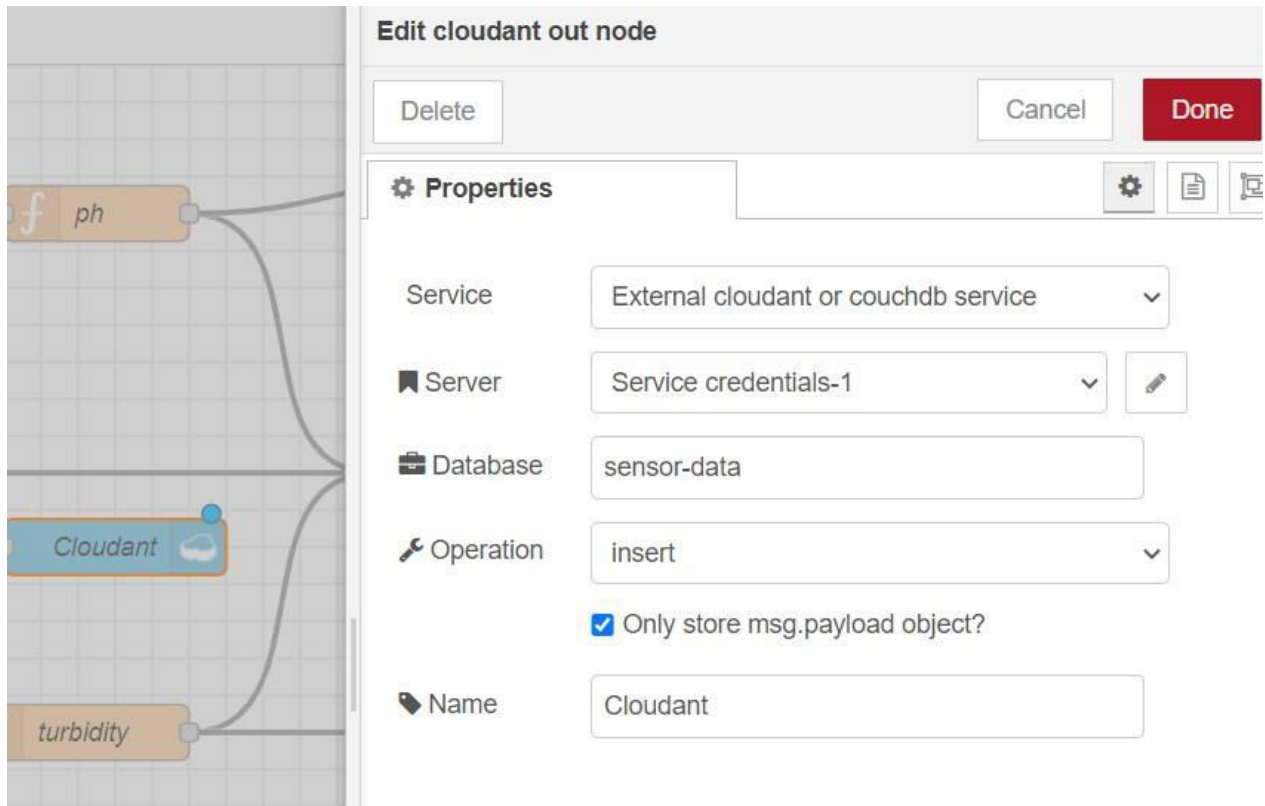 Edit cloudant out node
Delete
Cancel
Done
Properties
ph
Service
External cloudant or couchdb service
Server
Service credentials-1
Database
sensor-data
Cloudant
Operation
insert
Only store msg.payload object?
turbidity
Name
Cloudant